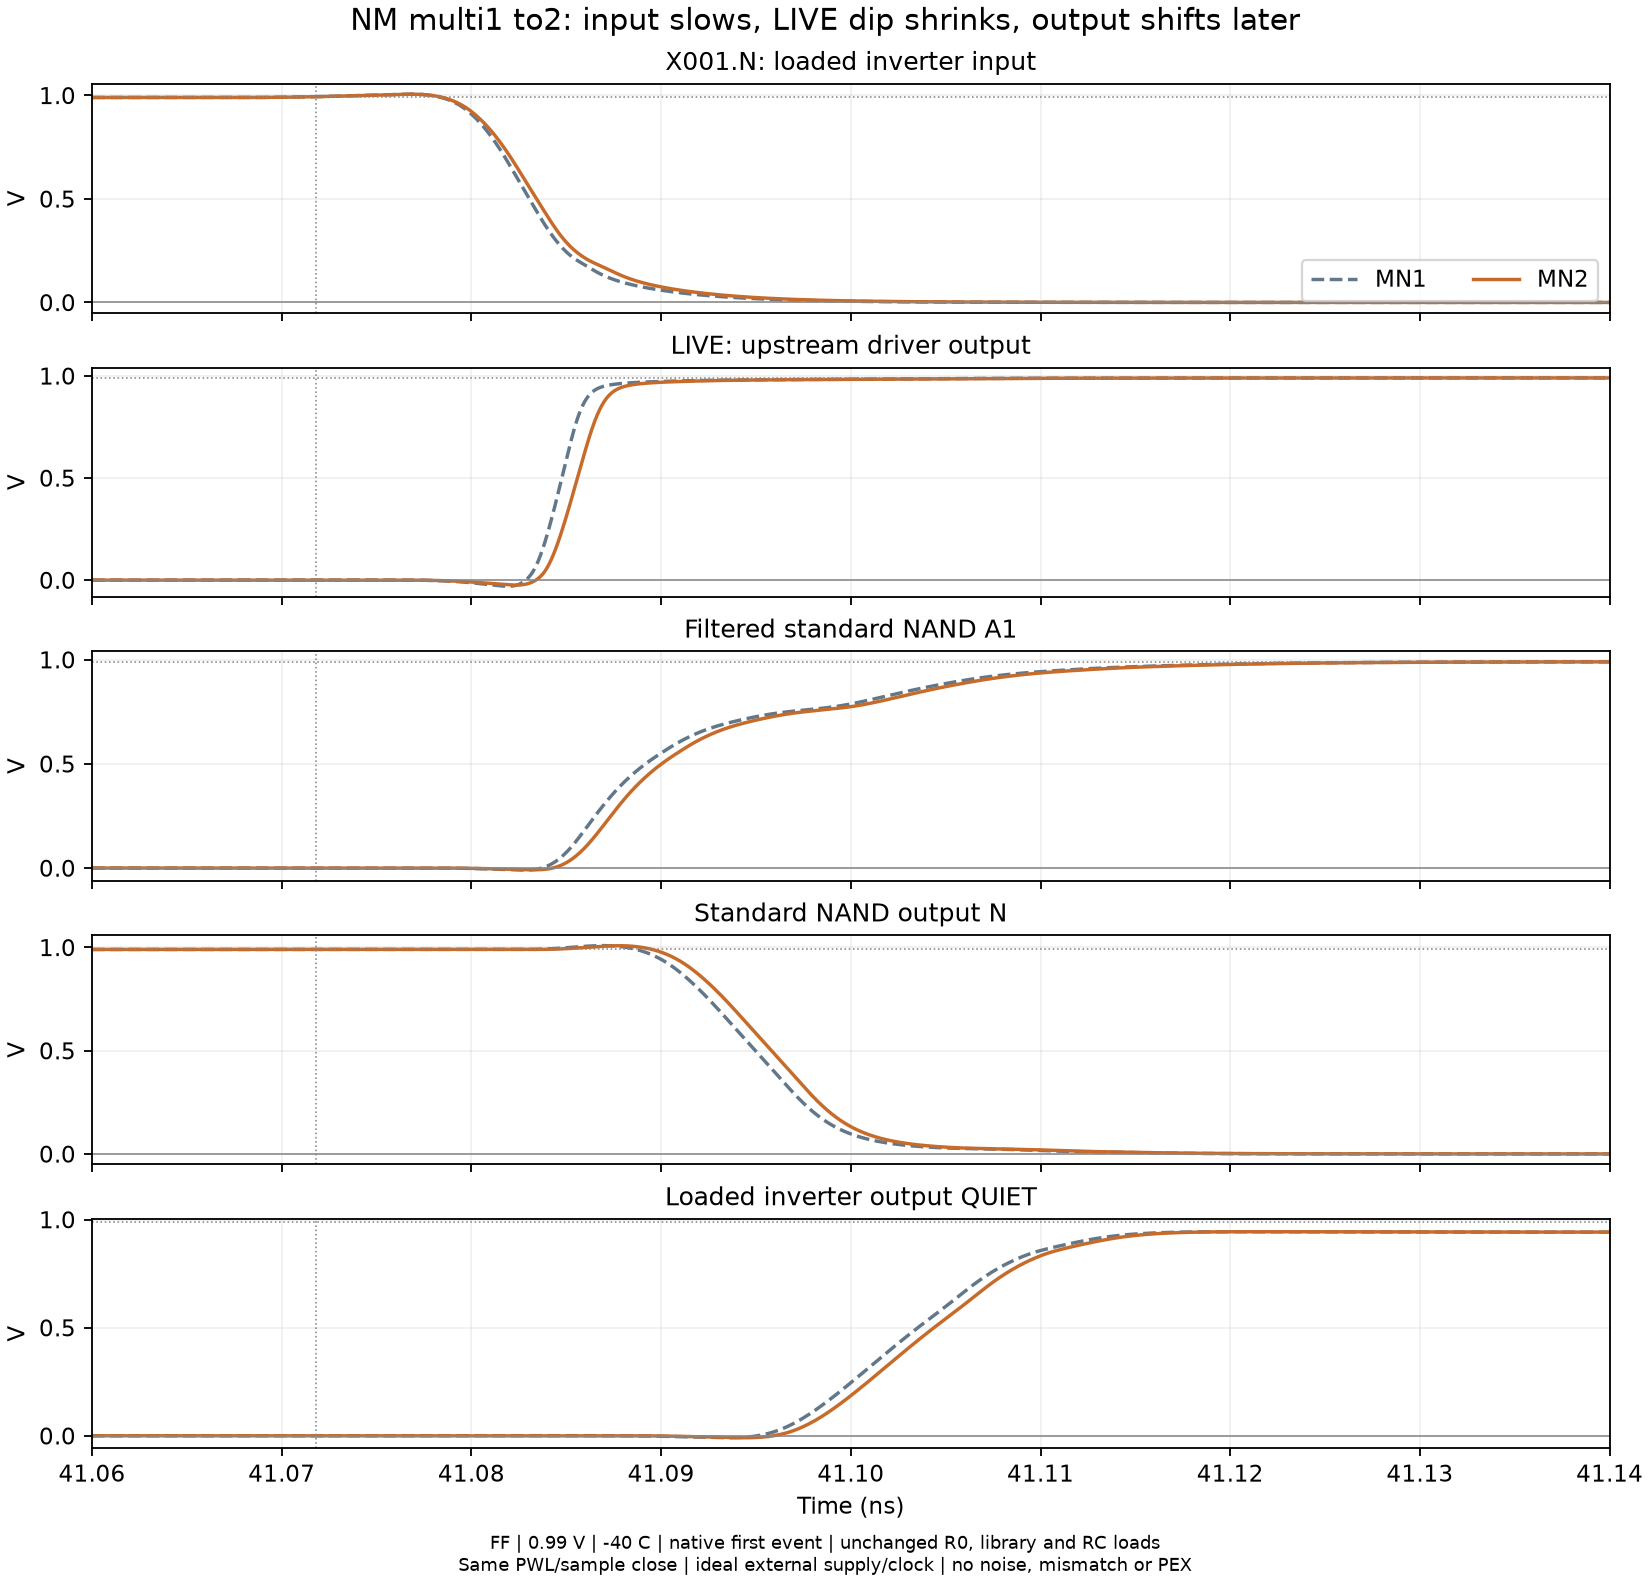 NM multi1 to2: input slows, LIVE dip shrinks, output shifts later
X001.N: loaded inverter input
1.0
0.5
0.0
V
MN1
MN2
LIVE: upstream driver output
1.0
0.5
0.0
V
Filtered standard NAND A1
1.0
0.5
0.0
V
Standard NAND output N
1.0
0.5
0.0
V
Loaded inverter output QUIET
1.0
0.5
0.0
V
41.06 41.07 41.08 41.09 41.10 41.11 41.12 41.13 41.14
Time (ns)
FF | 0.99 V | -40 C | native first event | unchanged R0, library and RC loads
Same PWL/sample close | ideal external supply/clock | no noise, mismatch or PEX